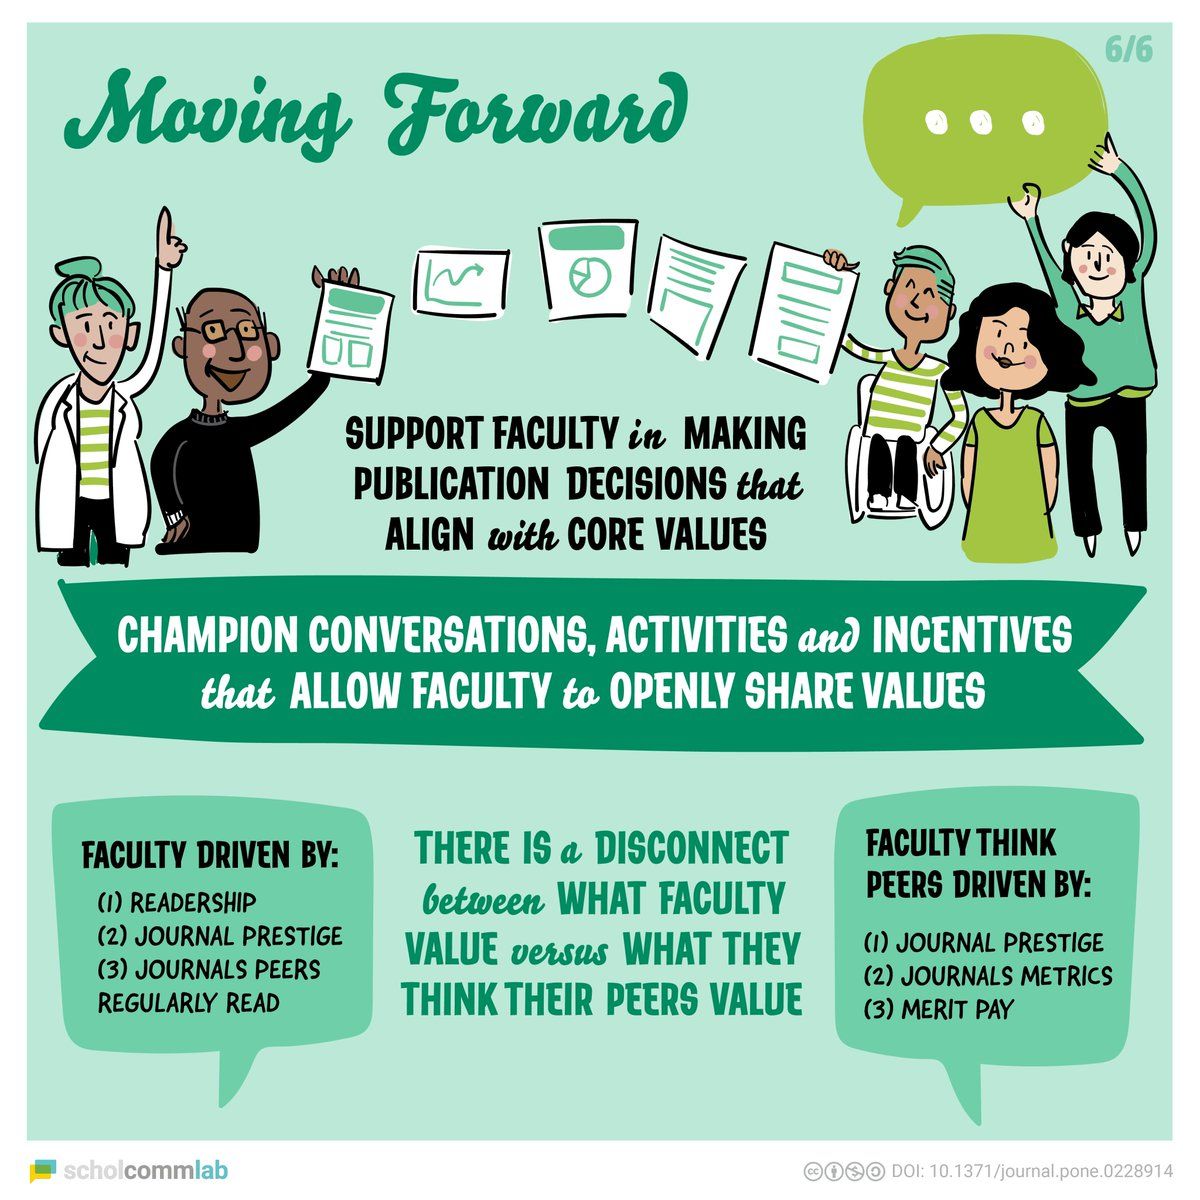 6/6
Moving Forward
SUPPORT FACULTY in MAKING
PUBLICATION DECISIONS that
ALIGN with CORE VALUES
CHAMPION CONVERSATIONS, ACTIVITIES and INCENTIVES
that ALLOW FACULTY to OPENLY SHARE VALUES
FACULTY DRIVEN BY:
(1) READERSHIP
(2) JOURNAL PRESTIGE
(3) JOURNALS PEERS
REGULARLY READ
THERE IS a DISCONNECT
between WHAT FACULTY
VALUE versus WHAT THEY
THINK THEIR PEERS VALUE
FACULTY THINK
PEERS DRIVEN BY:
(1) JOURNAL PRESTIGE
(2) JOURNALS METRICS
(3) MERIT PAY
scholcommlab
DOI: 10.1371/journal.pone.0228914